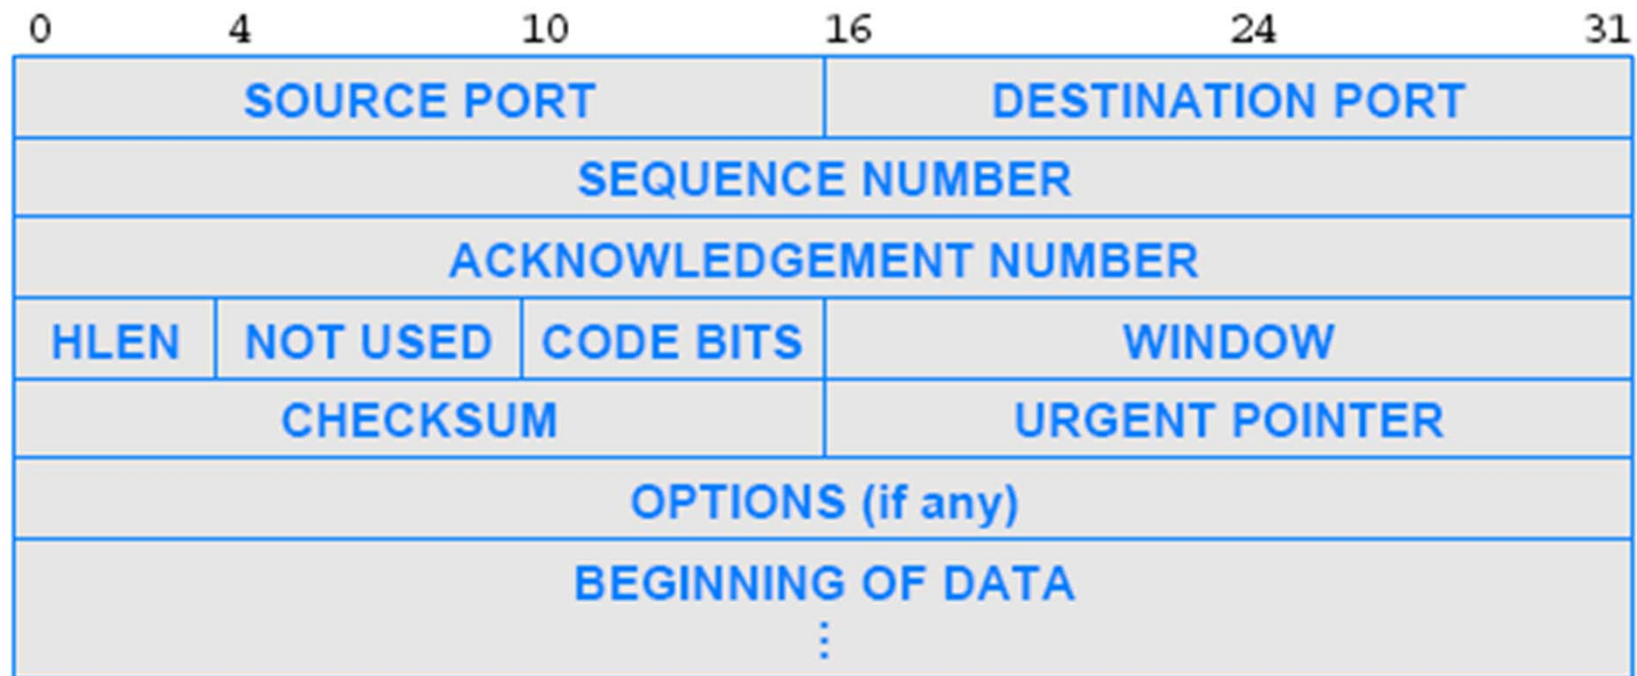 0 4 10 16 24 31
SOURCE PORT DESTINATION PORT
SEQUENCE NUMBER
ACKNOWLEDGEMENT NUMBER
HLEN NOT USED CODE BITS WINDOW
CHECKSUM URGENT POINTER
OPTIONS (if any)
BEGINNING OF DATA
⋮